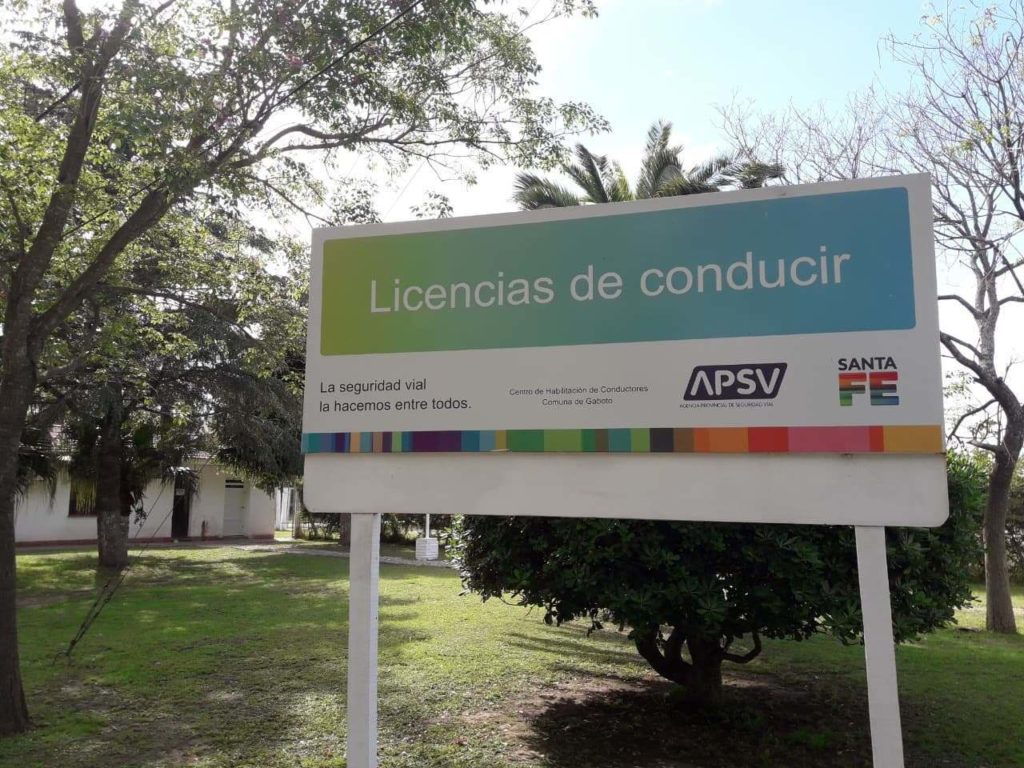 Licencias de conducir
La seguridad vial
la hacemos entre todos.
Centro de Habilitación de Conductores
Comuna de Gaboto
APSV
AGENCIA PROVINCIAL DE SEGURIDAD VIAL
SANTA
FE